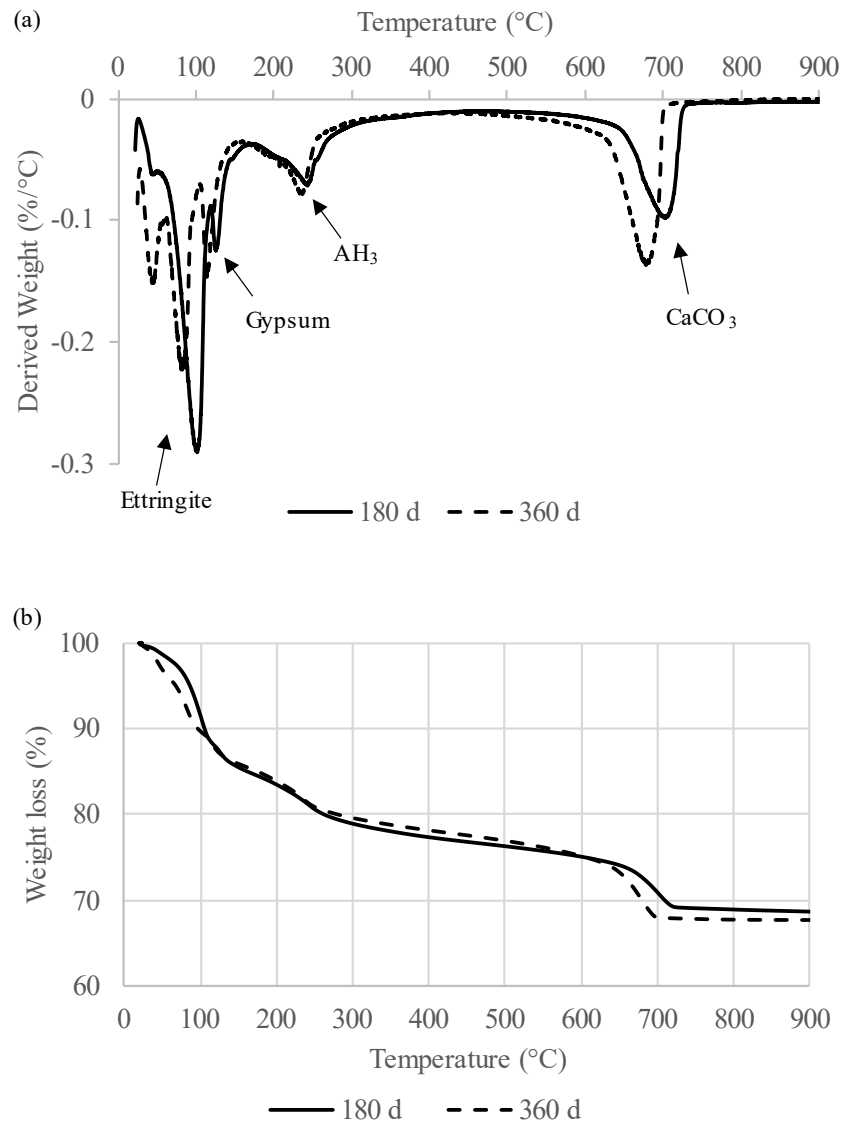 (a)
Temperature (°C)
0 100 200 300 400 500 600 700 800 900
0
-0.1
-0.2
-0.3
Derived Weight (%/°C)
AH₃
Gypsum
CaCO₃
Ettringite
180 d 360 d
(b)
100
90
80
70
60
Weight loss (%)
0 100 200 300 400 500 600 700 800 900
Temperature (°C)
180 d 360 d